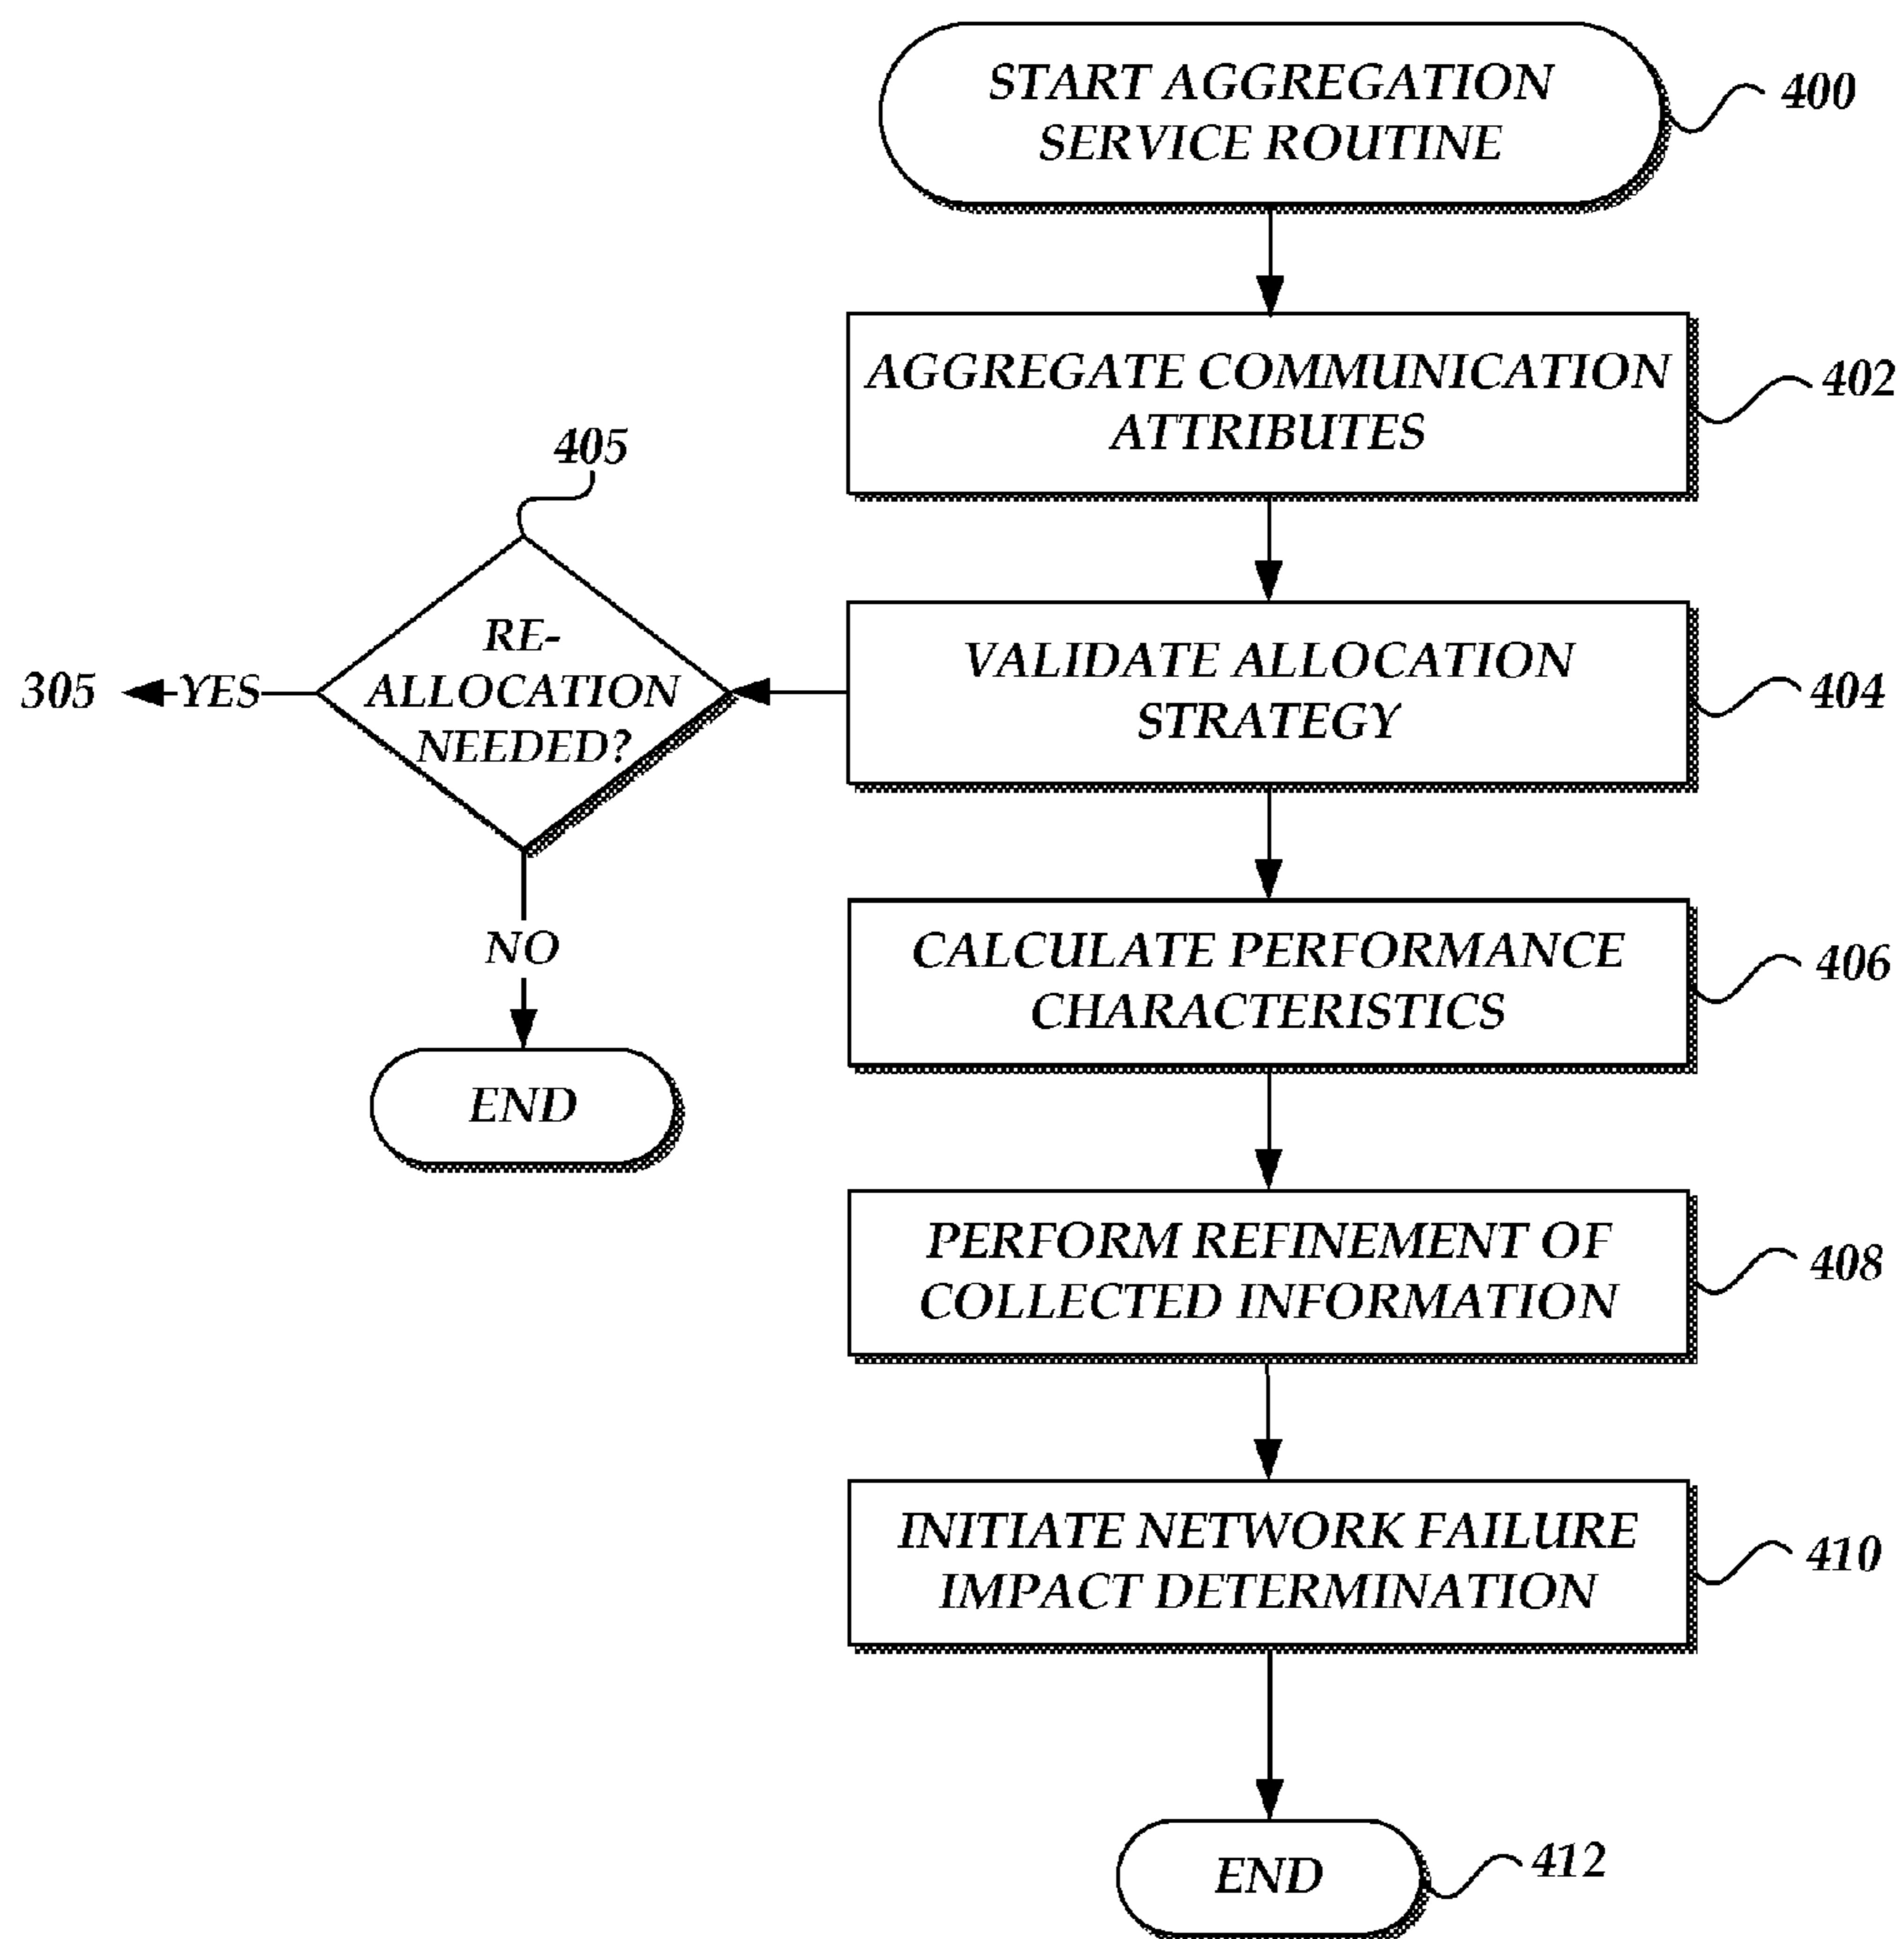 START AGGREGATION
SERVICE ROUTINE
400
AGGREGATE COMMUNICATION
ATTRIBUTES
402
405
RE-
ALLOCATION
NEEDED?
YES
305
NO
END
VALIDATE ALLOCATION
STRATEGY
404
CALCULATE PERFORMANCE
CHARACTERISTICS
406
PERFORM REFINEMENT OF
COLLECTED INFORMATION
408
INITIATE NETWORK FAILURE
IMPACT DETERMINATION
410
END
412